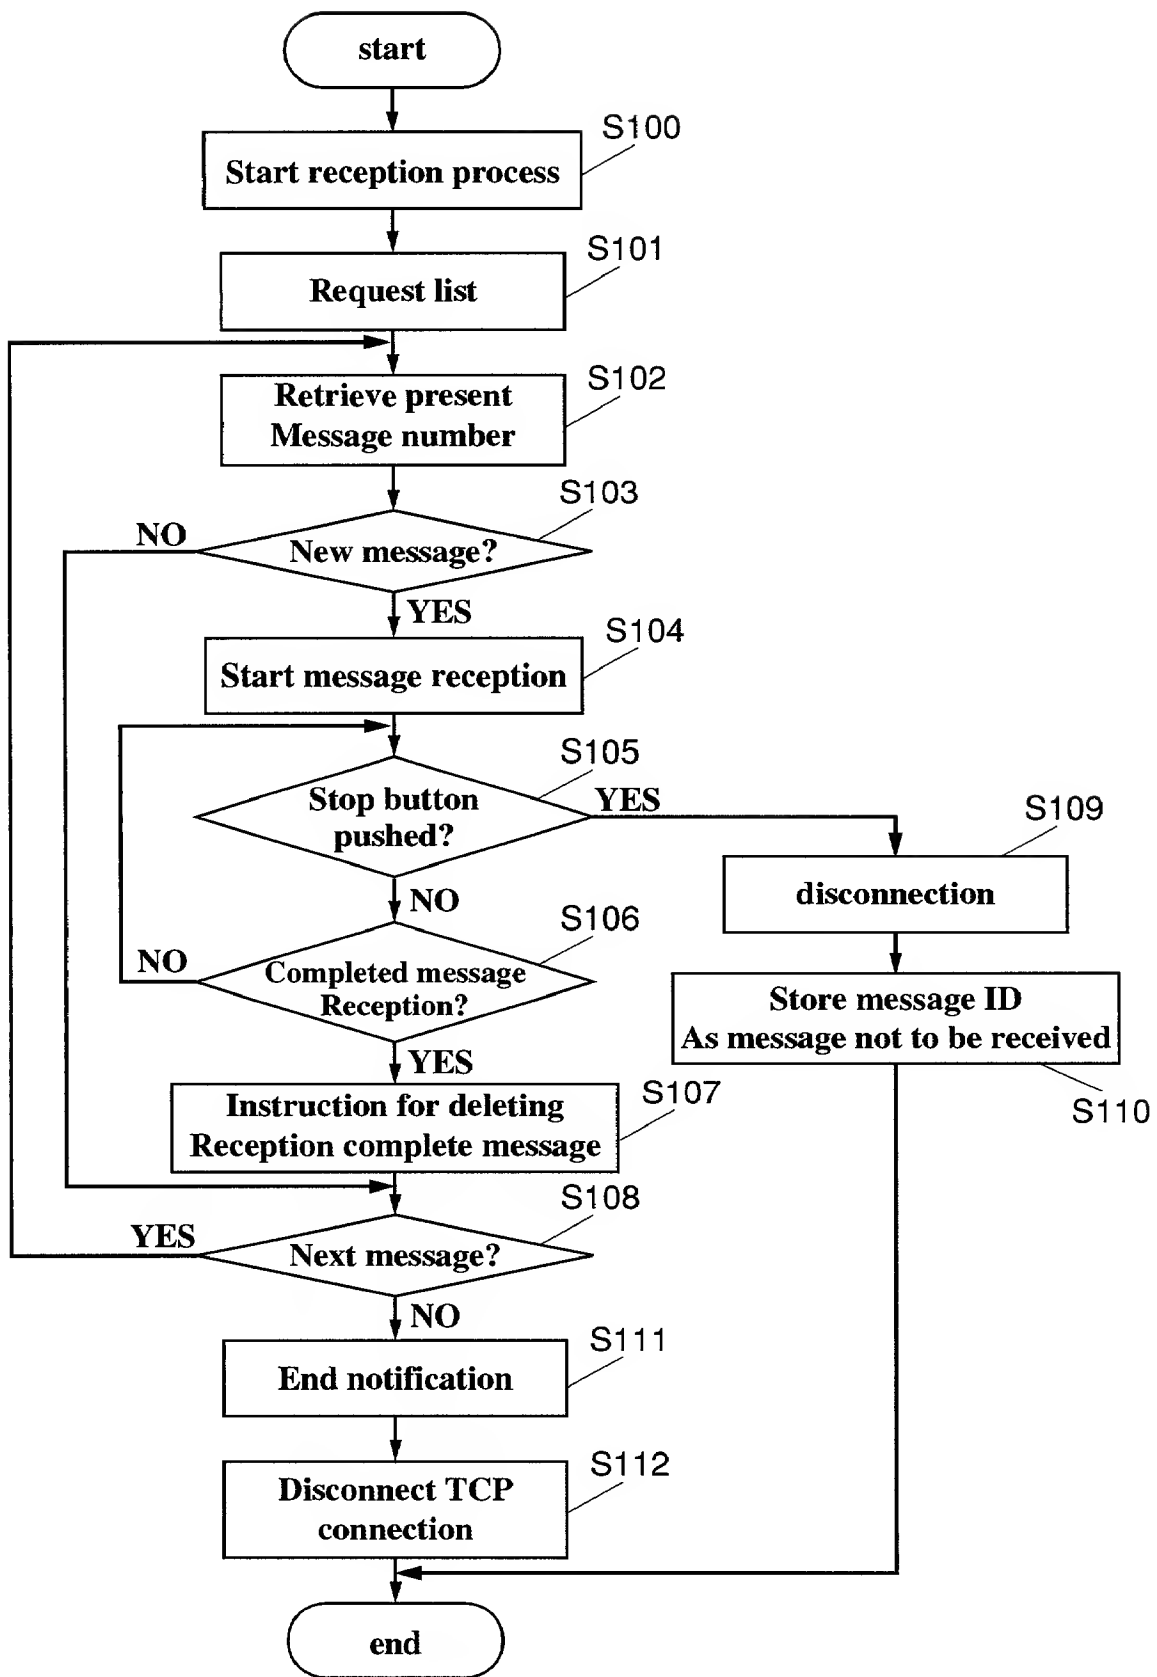 start
S100
Start reception process
S101
Request list
S102
Retrieve present
Message number
S103
NO
New message?
YES
S104
Start message reception
S105
Stop button
pushed?
YES
S109
disconnection
NO
S106
NO
Completed message
Reception?
Store message ID
As message not to be received
S110
YES
S107
Instruction for deleting
Reception complete message
S108
YES
Next message?
NO
S111
End notification
S112
Disconnect TCP
connection
end